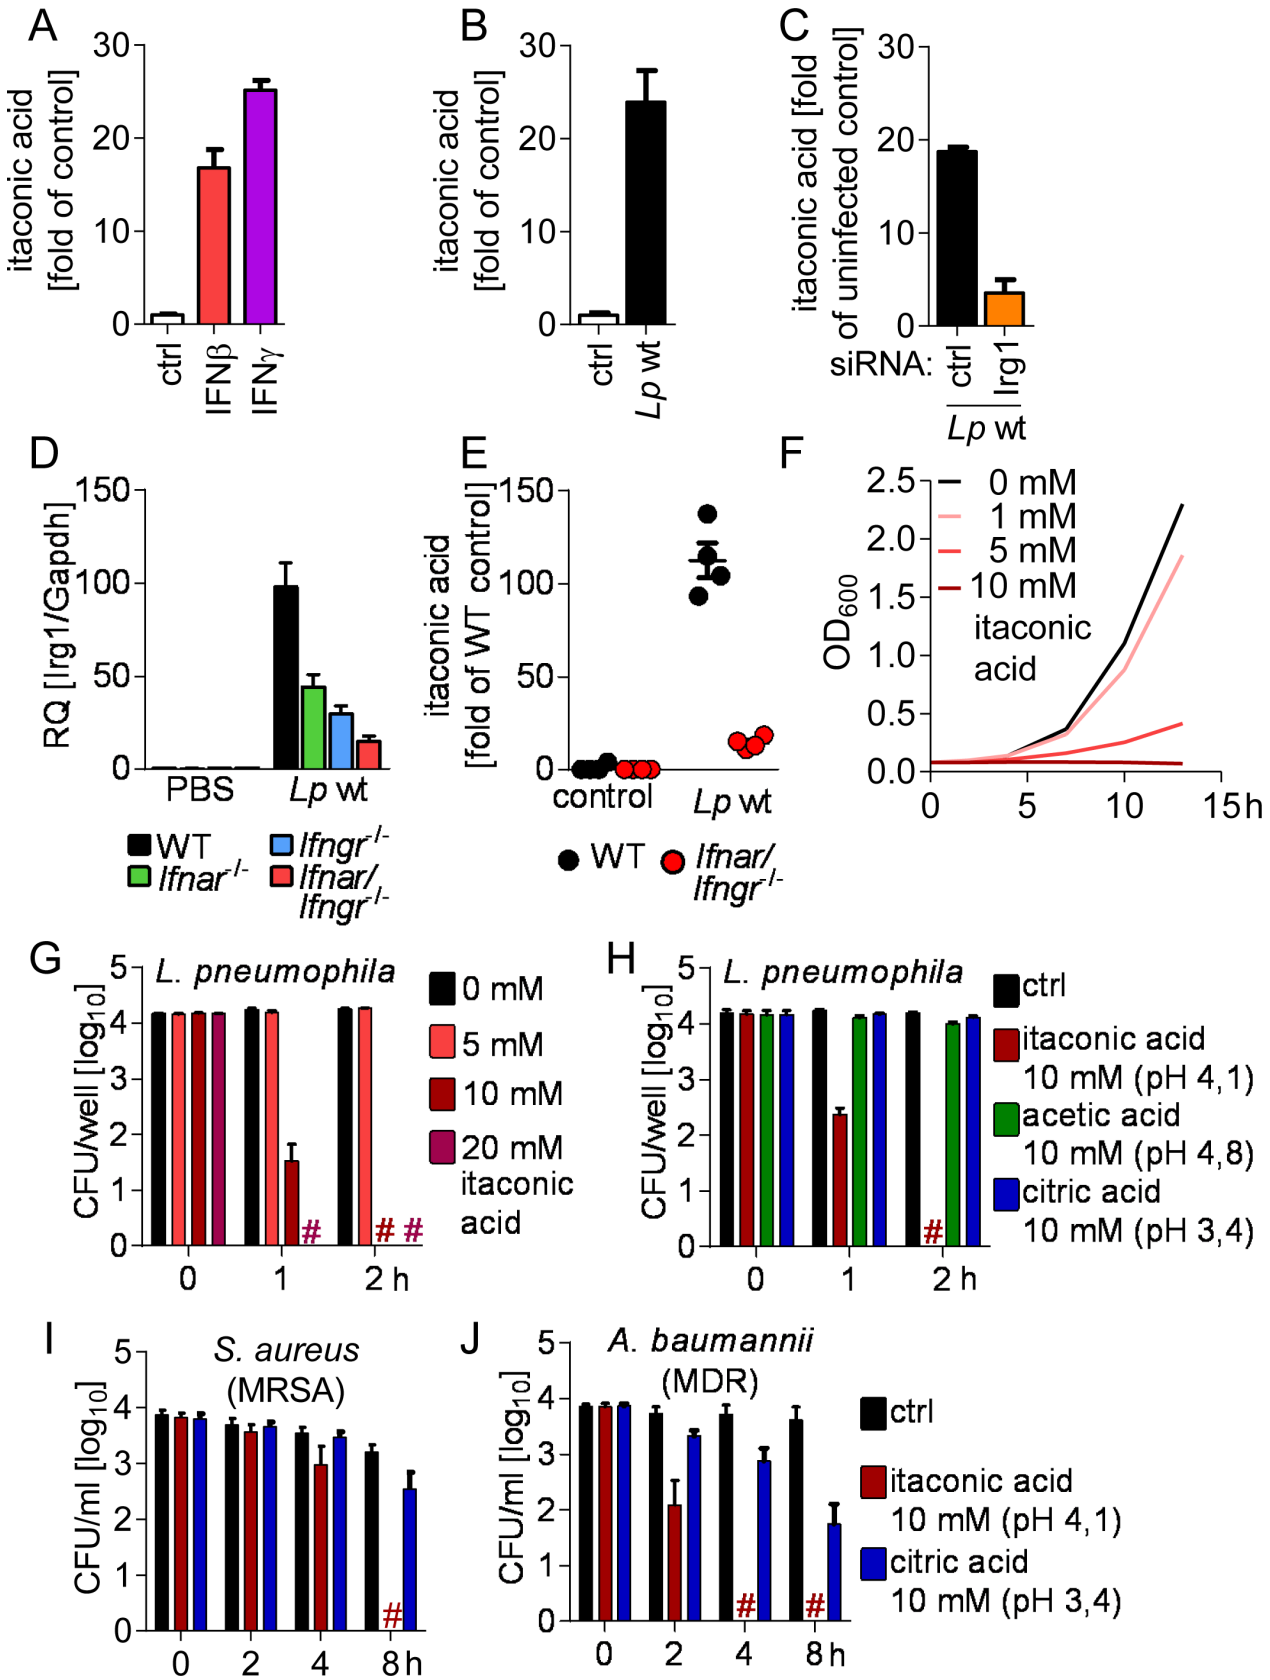 A
itaconic acid
[fold of control]
30
20
10
0
ctrl
IFNβ
IFNγ
B
itaconic acid
[fold of control]
30
20
10
0
ctrl
Lp wt
C
itaconic acid [fold
of uninfected control]
30
20
10
0
siRNA:
ctrl
Irg1
Lp wt
D
RQ [Irg1/Gapdh]
150
100
50
0
PBS
Lp wt
WT
Ifnar-/-
Ifngr-/-
Ifnar/
Ifngr-/-
E
itaconic acid
[fold of WT control]
150
100
50
0
control
Lp wt
WT
Ifnar/
Ifngr-/-
F
OD600
2.5
2.0
1.5
1.0
0.5
0.0
0 mM
1 mM
5 mM
10 mM
itaconic
acid
0 5 10 15 h
G
L. pneumophila
CFU/well [log10]
5
4
3
2
1
0
# # #
0 1 2 h
0 mM
5 mM
10 mM
20 mM
itaconic
acid
H
L. pneumophila
CFU/well [log10]
5
4
3
2
1
0
#
0 1 2 h
ctrl
itaconic acid
10 mM (pH 4,1)
acetic acid
10 mM (pH 4,8)
citric acid
10 mM (pH 3,4)
I
S. aureus
(MRSA)
CFU/ml [log10]
5
4
3
2
1
0
#
0 2 4 8 h
J
A. baumannii
(MDR)
CFU/ml [log10]
5
4
3
2
1
0
# #
0 2 4 8 h
ctrl
itaconic acid
10 mM (pH 4,1)
citric acid
10 mM (pH 3,4)